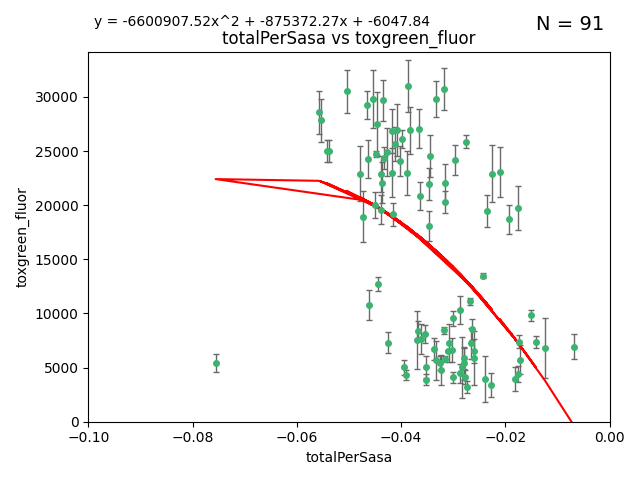 y = -6600907.52x^2 + -875372.27x + -6047.84
N = 91
totalPerSasa vs toxgreen_fluor
30000
25000
20000
15000
10000
5000
0
toxgreen_fluor
−0.10 −0.08 −0.06 −0.04 −0.02 0.00
totalPerSasa